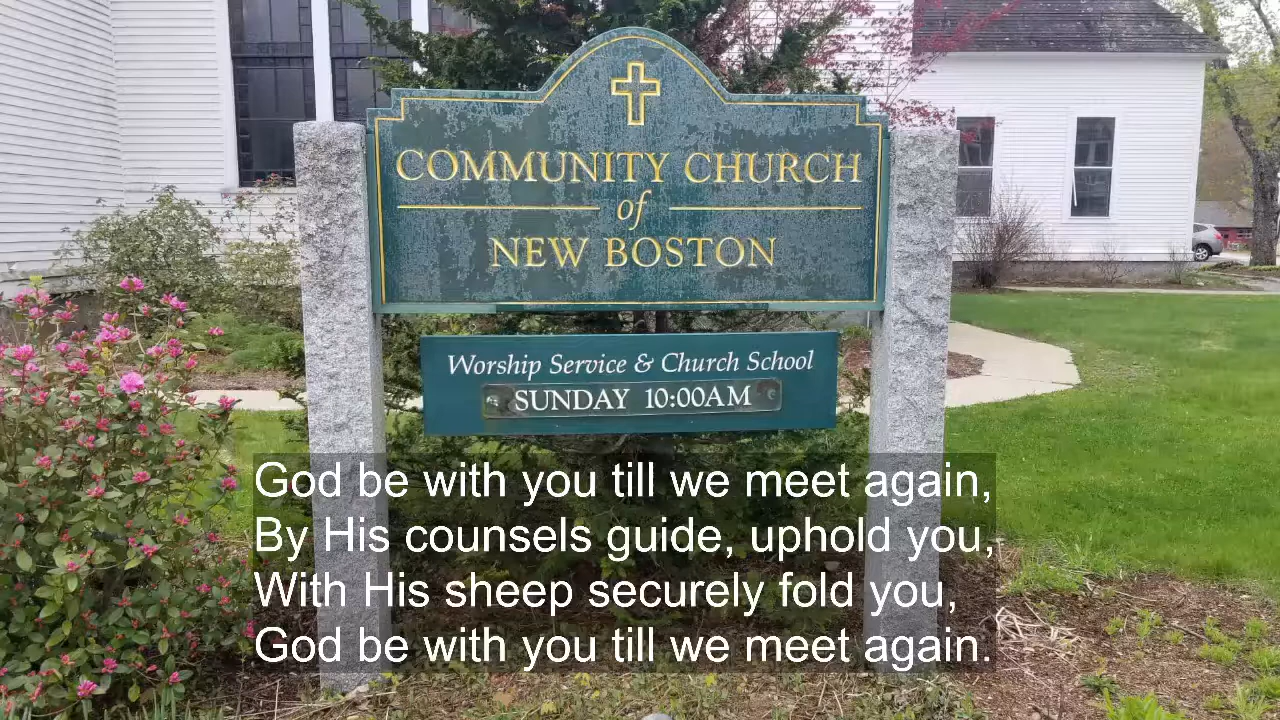 COMMUNITY CHURCH
of
NEW BOSTON
Worship Service & Church School
SUNDAY 10:00AM
God be with you till we meet again,
By His counsels guide, uphold you,
With His sheep securely fold you,
God be with you till we meet again.